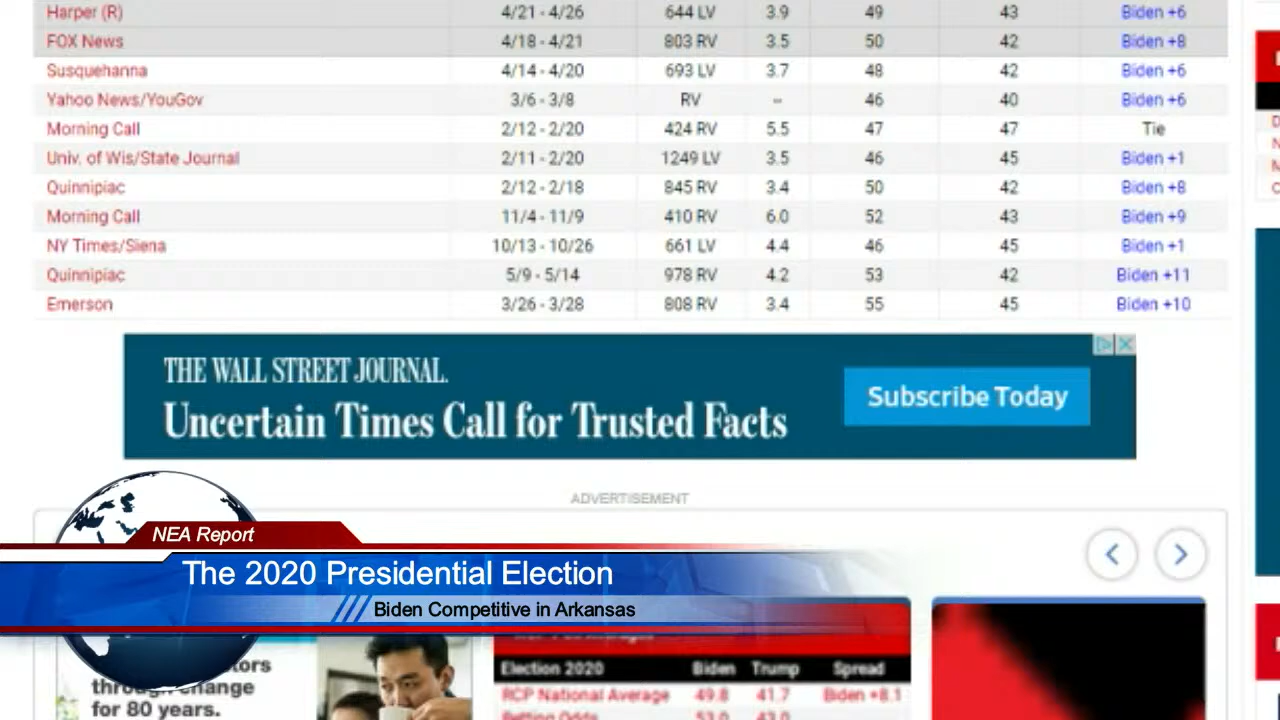 Harper (R) 4/21 - 4/26 644 LV 3.9 49 43 Biden +6
FOX News 4/18 - 4/21 803 RV 3.5 50 42 Biden +8
Susquehanna 4/14 - 4/20 693 LV 3.7 48 42 Biden +6
Yahoo News/YouGov 3/6 - 3/8 RV -- 46 40 Biden +6
Morning Call 2/12 - 2/20 424 RV 5.5 47 47 Tie
Univ. of Wis/State Journal 2/11 - 2/20 1249 LV 3.5 46 45 Biden +1
Quinnipiac 2/12 - 2/18 845 RV 3.4 50 42 Biden +8
Morning Call 11/4 - 11/9 410 RV 6.0 52 43 Biden +9
NY Times/Siena 10/13 - 10/26 661 LV 4.4 46 45 Biden +1
Quinnipiac 5/9 - 5/14 978 RV 4.2 53 42 Biden +11
Emerson 3/26 - 3/28 808 RV 3.4 55 45 Biden +10
THE WALL STREET JOURNAL.
Uncertain Times Call for Trusted Facts
Subscribe Today
ADVERTISEMENT
NEA Report
The 2020 Presidential Election
Biden Competitive in Arkansas
through change
for 80 years.
Election 2020 Biden Trump Spread
RCP National Average 49.8 41.7 Biden +8.1
Betting Odds 53.0 43.0